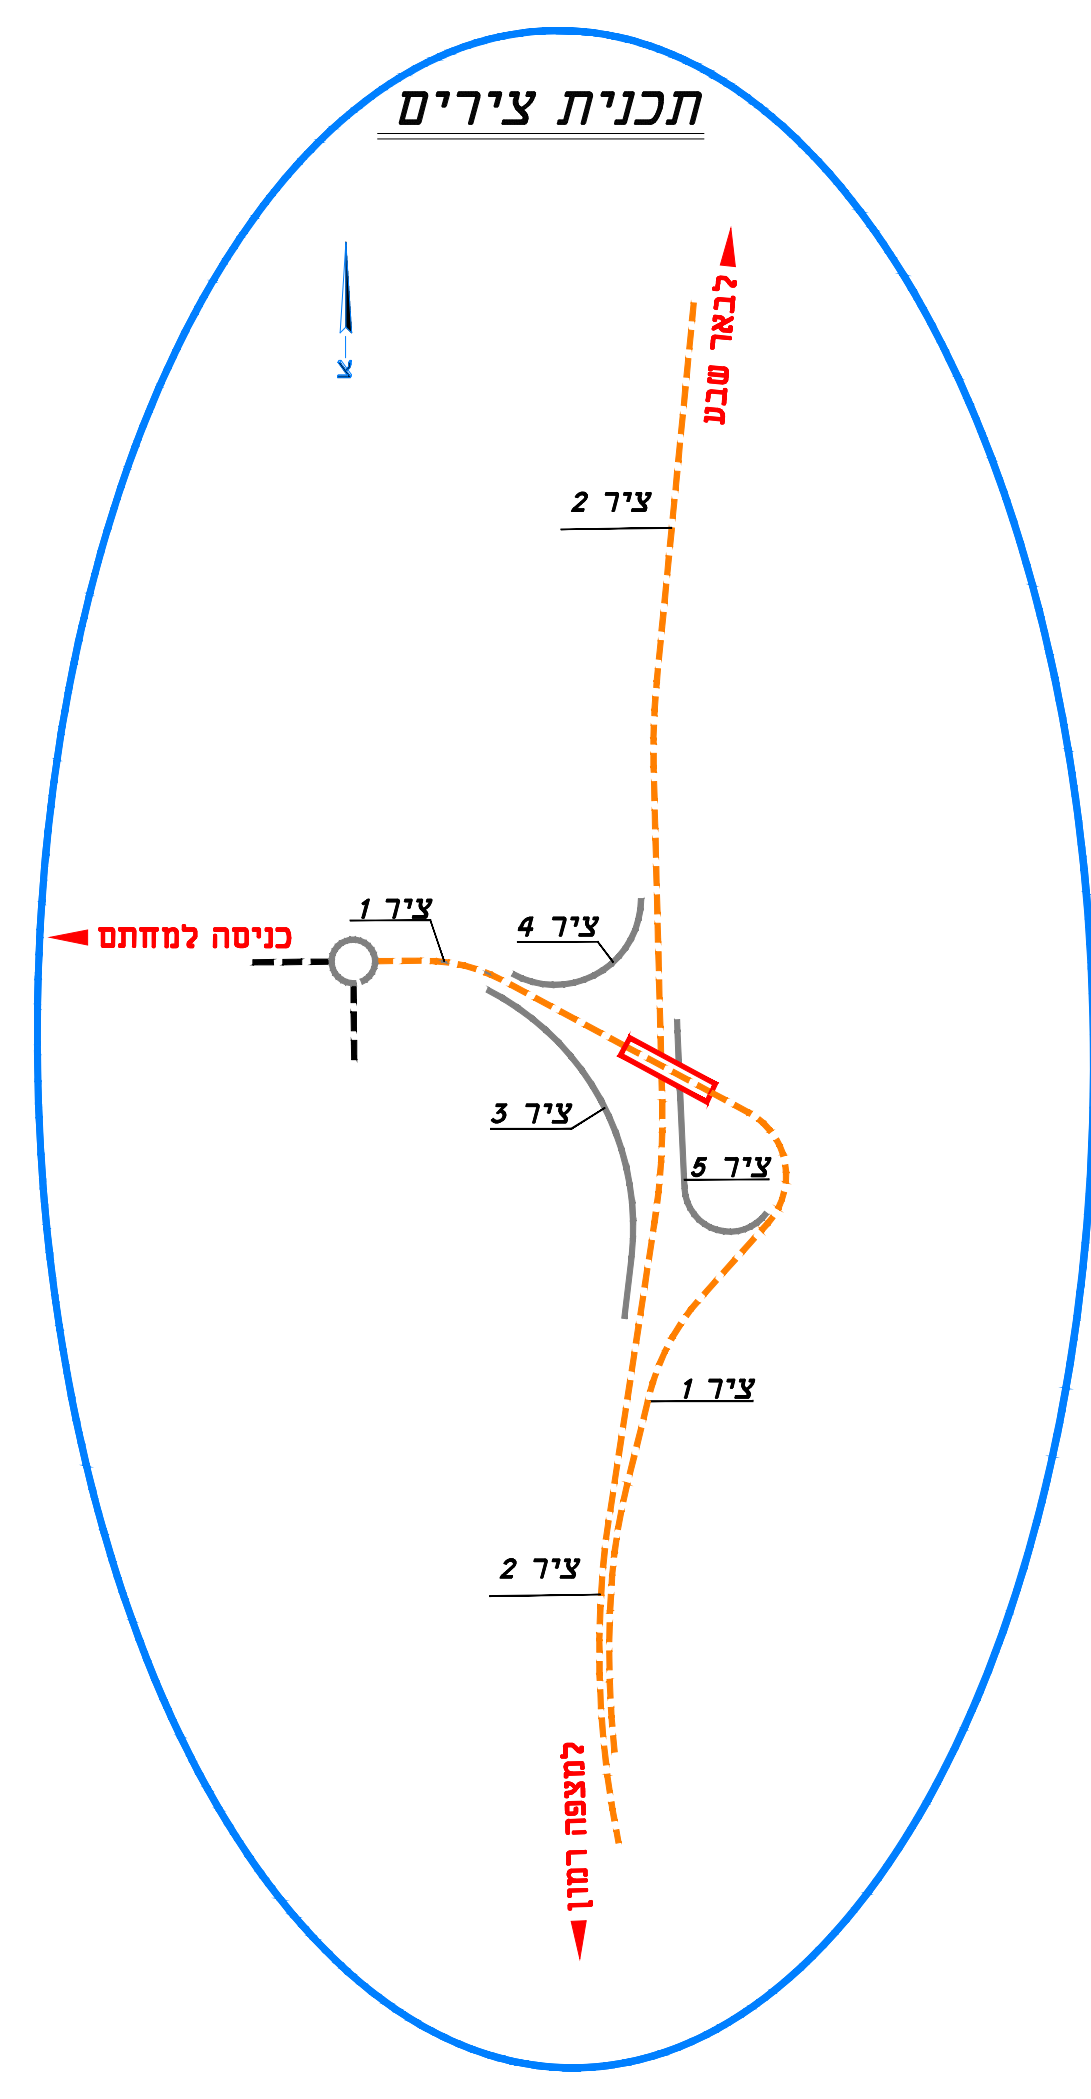 תכנית צירים
לבאר שבע
צ
ציר 2
ציר 1
ציר 4
כניסה למחתם
ציר 3
ציר 5
ציר 1
ציר 2
למצפה רמון